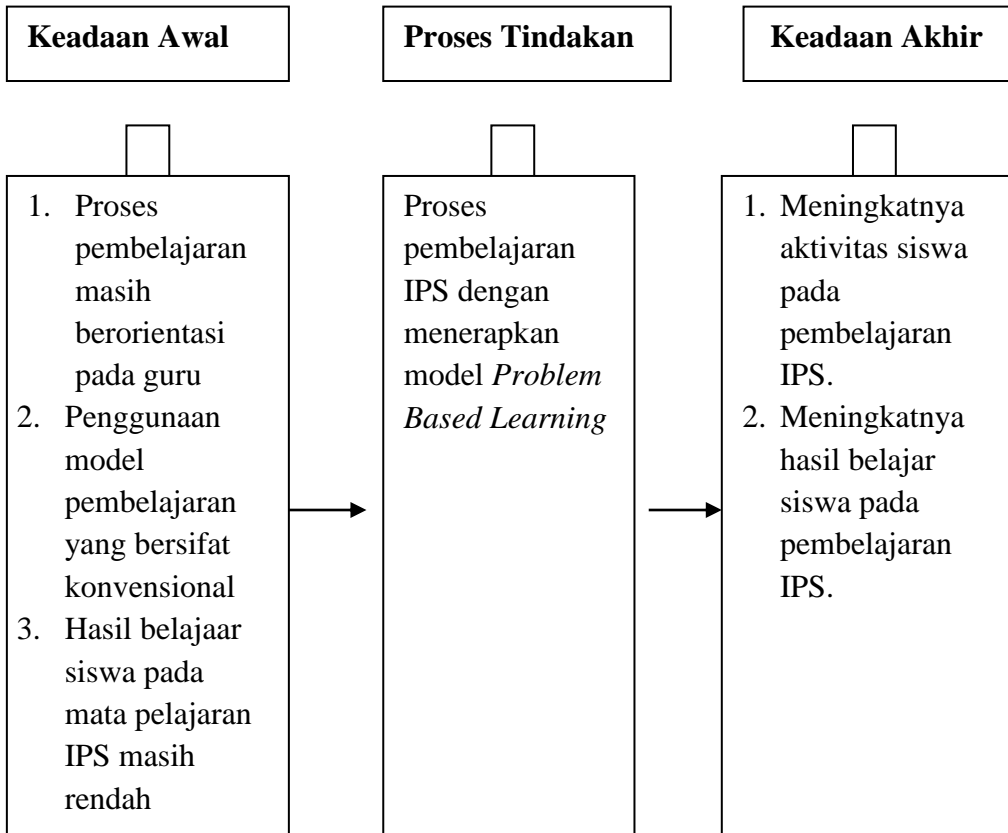 Keadaan Awal
Proses Tindakan
Keadaan Akhir
1. Proses
pembelajaran
masih
berorientasi
pada guru
2. Penggunaan
model
pembelajaran
yang bersifat
konvensional
3. Hasil belajaar
siswa pada
mata pelajaran
IPS masih
rendah
Proses
pembelajaran
IPS dengan
menerapkan
model Problem
Based Learning
1. Meningkatnya
aktivitas siswa
pada
pembelajaran
IPS.
2. Meningkatnya
hasil belajar
siswa pada
pembelajaran
IPS.